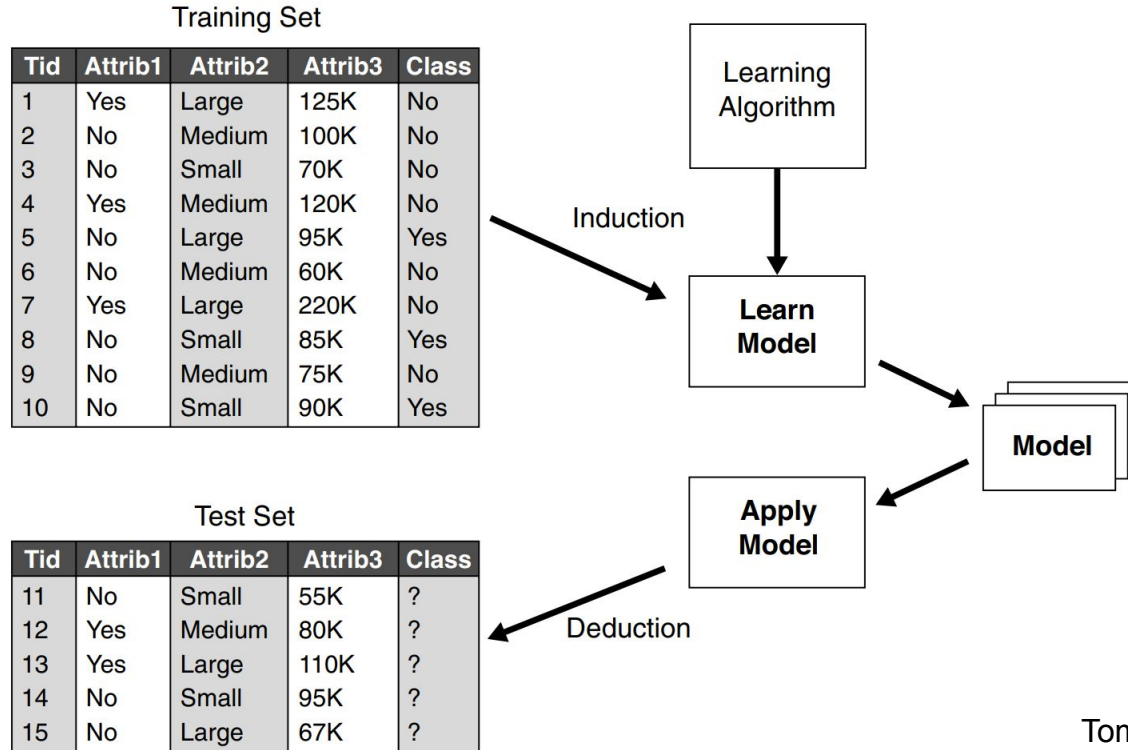 Training Set
Tid Attrib1 Attrib2 Attrib3 Class
1 Yes Large 125K No
2 No Medium 100K No
3 No Small 70K No
4 Yes Medium 120K No
5 No Large 95K Yes
6 No Medium 60K No
7 Yes Large 220K No
8 No Small 85K Yes
9 No Medium 75K No
10 No Small 90K Yes
Learning
Algorithm
Induction
Learn
Model
Model
Apply
Model
Deduction
Test Set
Tid Attrib1 Attrib2 Attrib3 Class
11 No Small 55K ?
12 Yes Medium 80K ?
13 Yes Large 110K ?
14 No Small 95K ?
15 No Large 67K ?